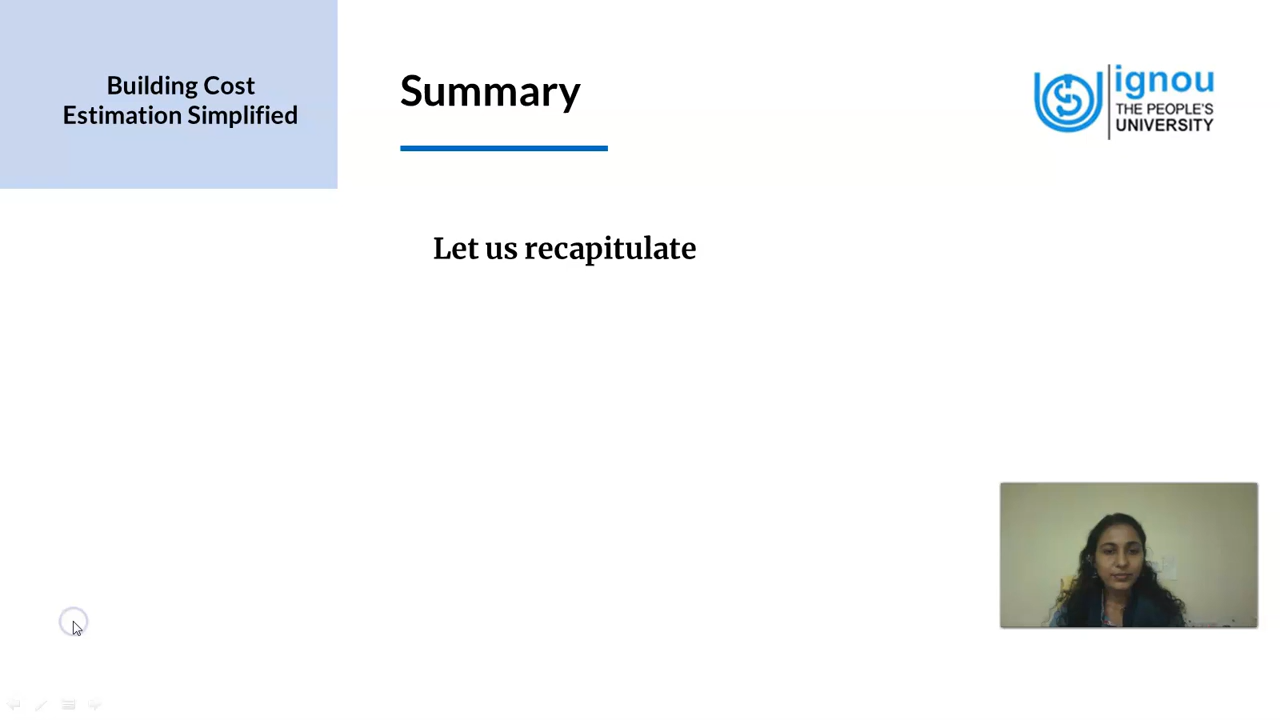 Building Cost
Estimation Simplified
Summary
ignou
THE PEOPLE'S
UNIVERSITY
Let us recapitulate